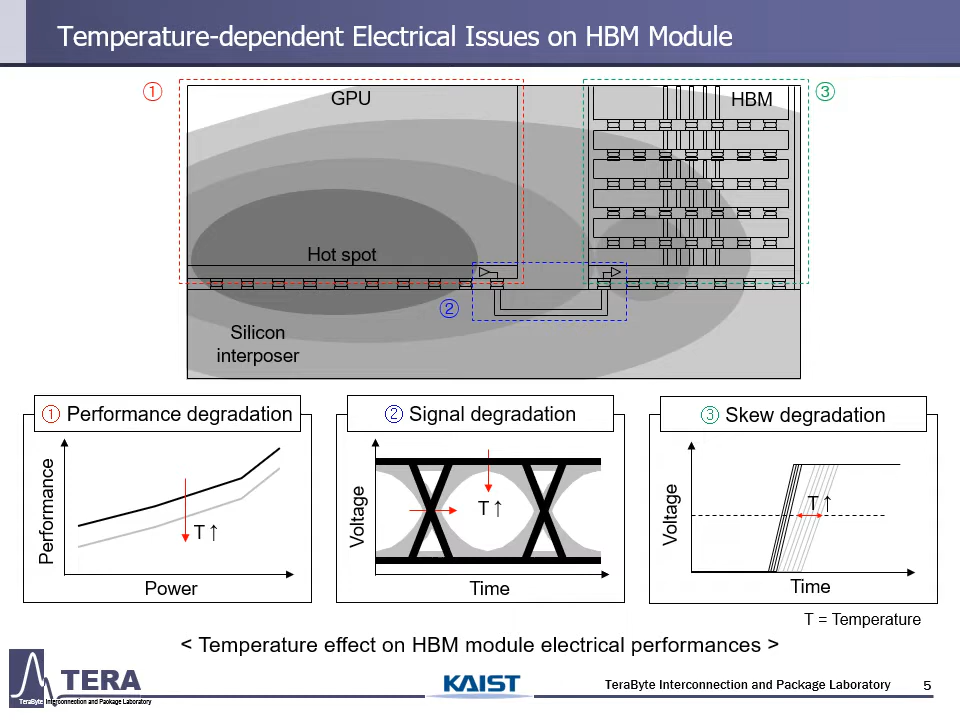 Temperature-dependent Electrical Issues on HBM Module
① GPU HBM ③
Hot spot
②
Silicon
interposer
① Performance degradation
Performance
T↑
Power
② Signal degradation
Voltage
T↑
Time
③ Skew degradation
Voltage
T↑
Time
T = Temperature
< Temperature effect on HBM module electrical performances >
TERA
TeraByte Interconnection and Package Laboratory
KAIST
TeraByte Interconnection and Package Laboratory
5